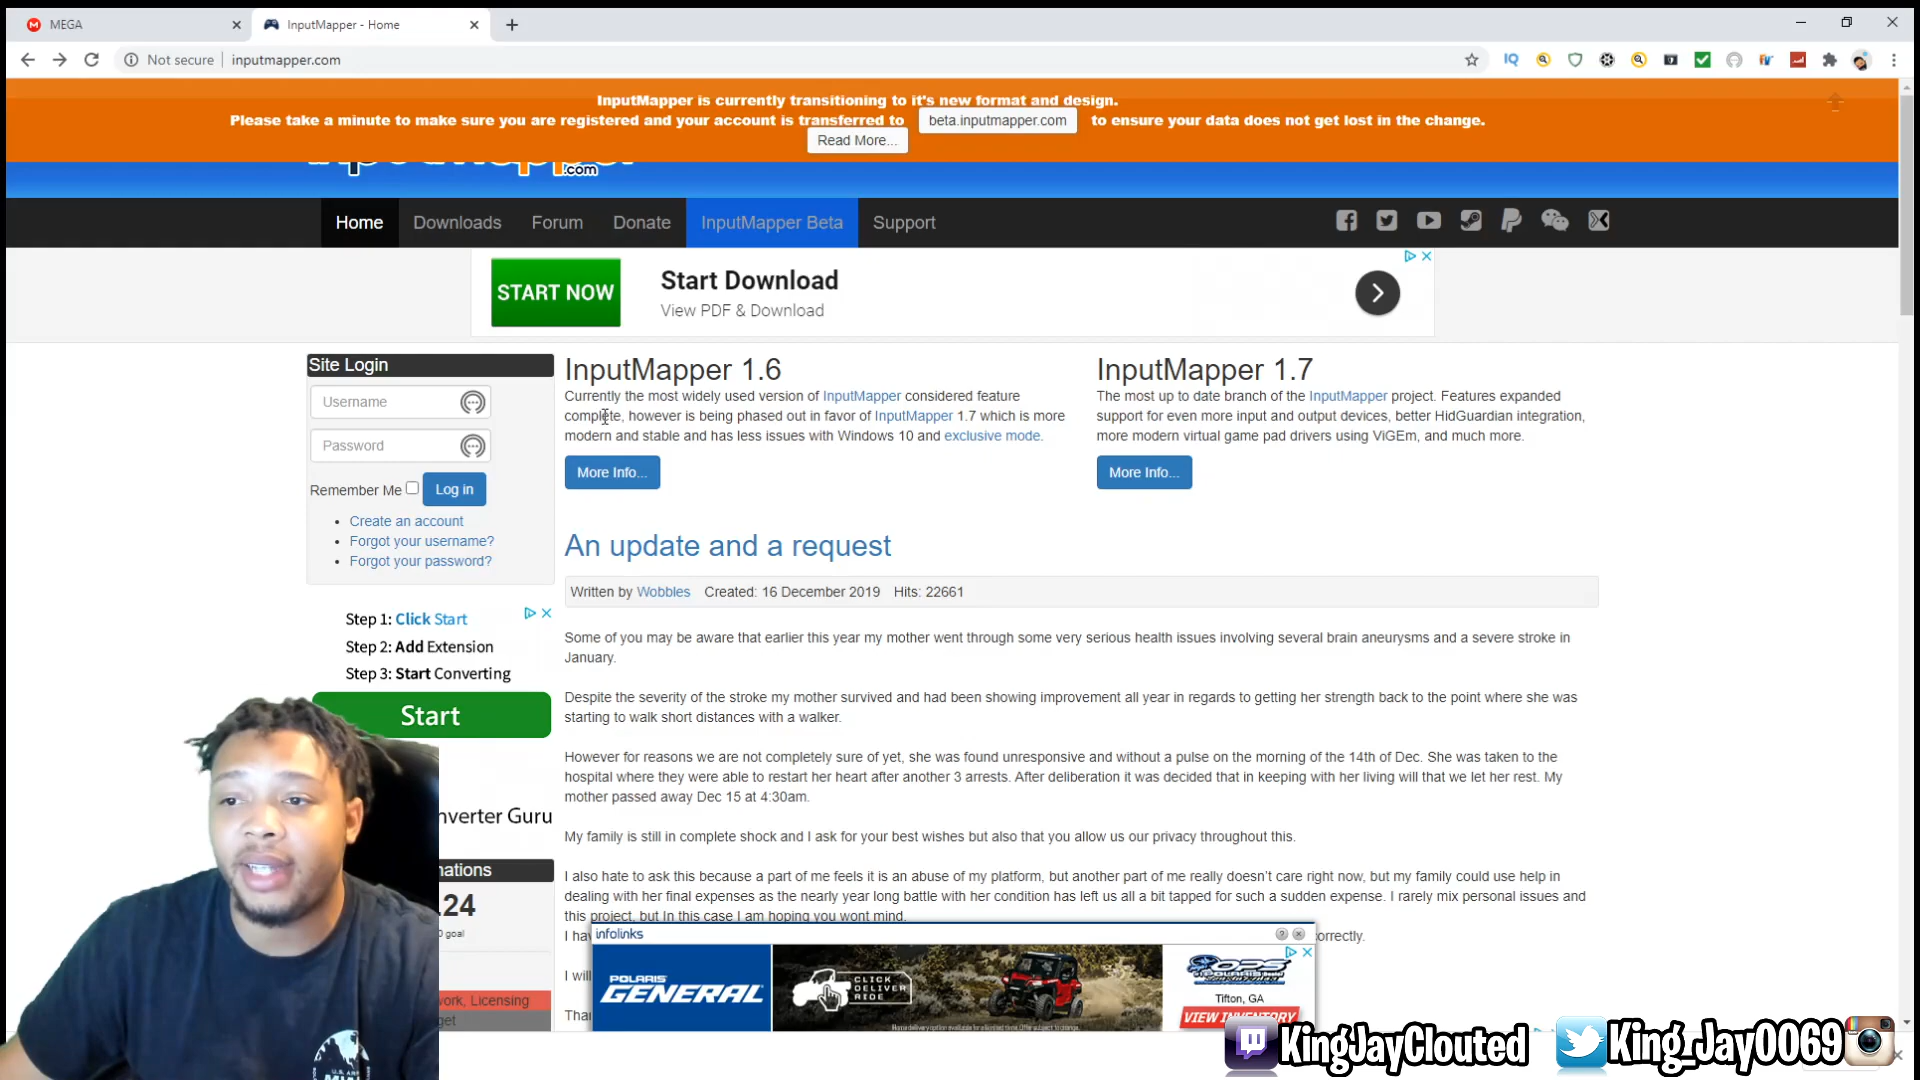 MEGA
InputMapper - Home
Not secure
inputmapper.com
InputMapper is currently transitioning to it's new format and design.
Please take a minute to make sure you are registered and your account is transferred to beta.inputmapper.com to ensure your data does not get lost in the change.
Read More...
.com
Home Downloads Forum Donate InputMapper Beta Support
START NOW
Start Download
View PDF & Download
Site Login
Username
Password
Remember Me Log in
Create an account
Forgot your username?
Forgot your password?
Step 1: Click Start
Step 2: Add Extension
Step 3: Start Converting
Start
nverter Guru
nations
.24
0 goal
work, Licensing
get
InputMapper 1.6
Currently the most widely used version of InputMapper considered feature
complete, however is being phased out in favor of InputMapper 1.7 which is more
modern and stable and has less issues with Windows 10 and exclusive mode.
More Info...
InputMapper 1.7
The most up to date branch of the InputMapper project. Features expanded
support for even more input and output devices, better HidGuardian integration,
more modern virtual game pad drivers using ViGEm, and much more.
More Info...
An update and a request
Written by Wobbles Created: 16 December 2019 Hits: 22661
Some of you may be aware that earlier this year my mother went through some very serious health issues involving several brain aneurysms and a severe stroke in
January.
Despite the severity of the stroke my mother survived and had been showing improvement all year in regards to getting her strength back to the point where she was
starting to walk short distances with a walker.
However for reasons we are not completely sure of yet, she was found unresponsive and without a pulse on the morning of the 14th of Dec. She was taken to the
hospital where they were able to restart her heart after another 3 arrests. After deliberation it was decided that in keeping with her living will that we let her rest. My
mother passed away Dec 15 at 4:30am.
My family is still in complete shock and I ask for your best wishes but also that you allow us our privacy throughout this.
I also hate to ask this because a part of me feels it is an abuse of my platform, but another part of me really doesn't care right now, but my family could use help in
dealing with her final expenses as the nearly year long battle with her condition has left us all a bit tapped for such a sudden expense. I rarely mix personal issues and
this project, but In this case I am hoping you wont mind.
I hav
orrectly.
I will
Than
infolinks
POLARIS
GENERAL
CLICK
DELIVER
RIDE
Tifton, GA
VIEW INVENTORY
KingJayClouted
King_Jay0069